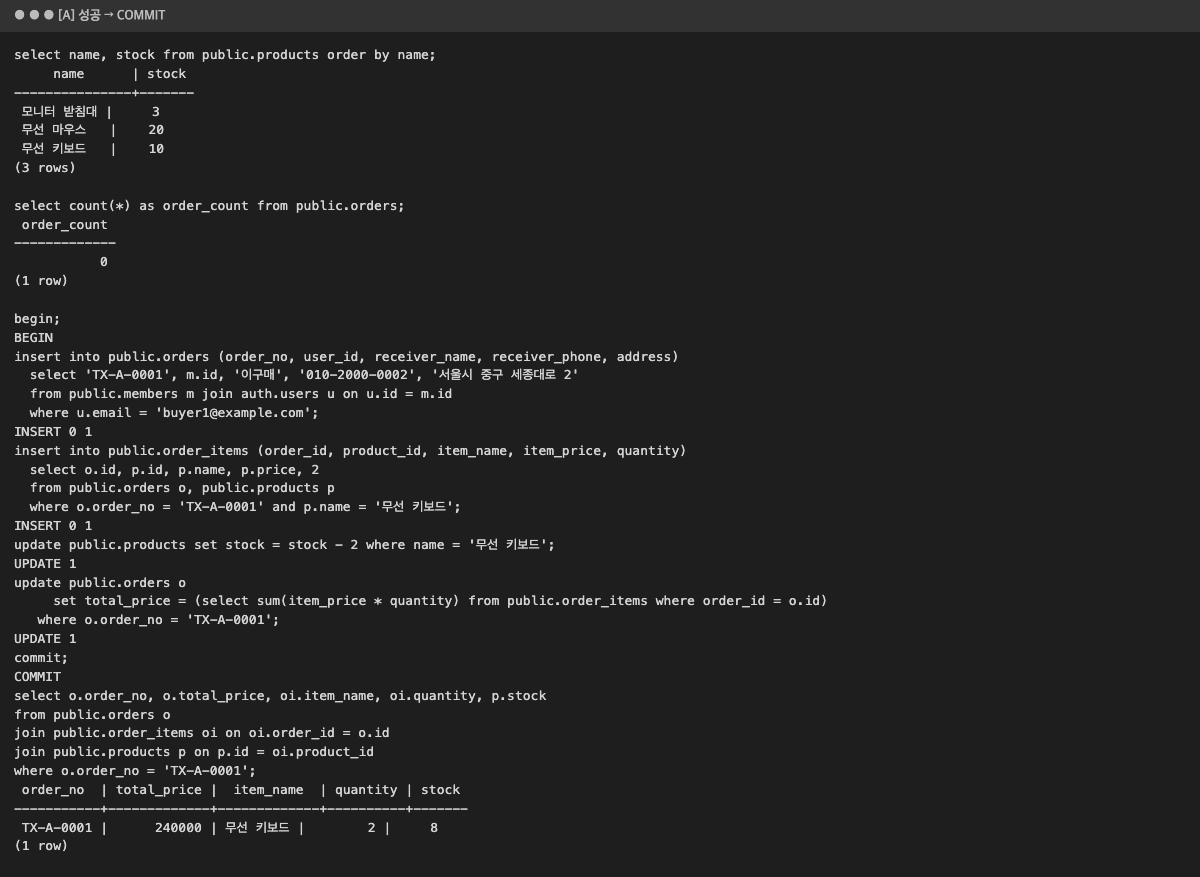 [A] 성공 → COMMIT
select name, stock from public.products order by name;
     name      | stock
---------------+-------
 모니터 받침대 |     3
 무선 마우스   |    20
 무선 키보드   |    10
(3 rows)

select count(*) as order_count from public.orders;
 order_count
-------------
           0
(1 row)

begin;
BEGIN
insert into public.orders (order_no, user_id, receiver_name, receiver_phone, address)
  select 'TX-A-0001', m.id, '이구매', '010-2000-0002', '서울시 중구 세종대로 2'
  from public.members m join auth.users u on u.id = m.id
  where u.email = 'buyer1@example.com';
INSERT 0 1
insert into public.order_items (order_id, product_id, item_name, item_price, quantity)
  select o.id, p.id, p.name, p.price, 2
  from public.orders o, public.products p
  where o.order_no = 'TX-A-0001' and p.name = '무선 키보드';
INSERT 0 1
update public.products set stock = stock - 2 where name = '무선 키보드';
UPDATE 1
update public.orders o
     set total_price = (select sum(item_price * quantity) from public.order_items where order_id = o.id)
   where o.order_no = 'TX-A-0001';
UPDATE 1
commit;
COMMIT
select o.order_no, o.total_price, oi.item_name, oi.quantity, p.stock
from public.orders o
join public.order_items oi on oi.order_id = o.id
join public.products p on p.id = oi.product_id
where o.order_no = 'TX-A-0001';
 order_no  | total_price |  item_name  | quantity | stock
-----------+-------------+-------------+----------+-------
 TX-A-0001 |      240000 | 무선 키보드 |        2 |     8
(1 row)